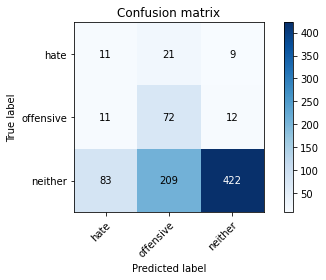 Confusion matrix
hate 11 21 9
offensive 11 72 12
neither 83 209 422
hate offensive neither
True label
Predicted label
400
350
300
250
200
150
100
50